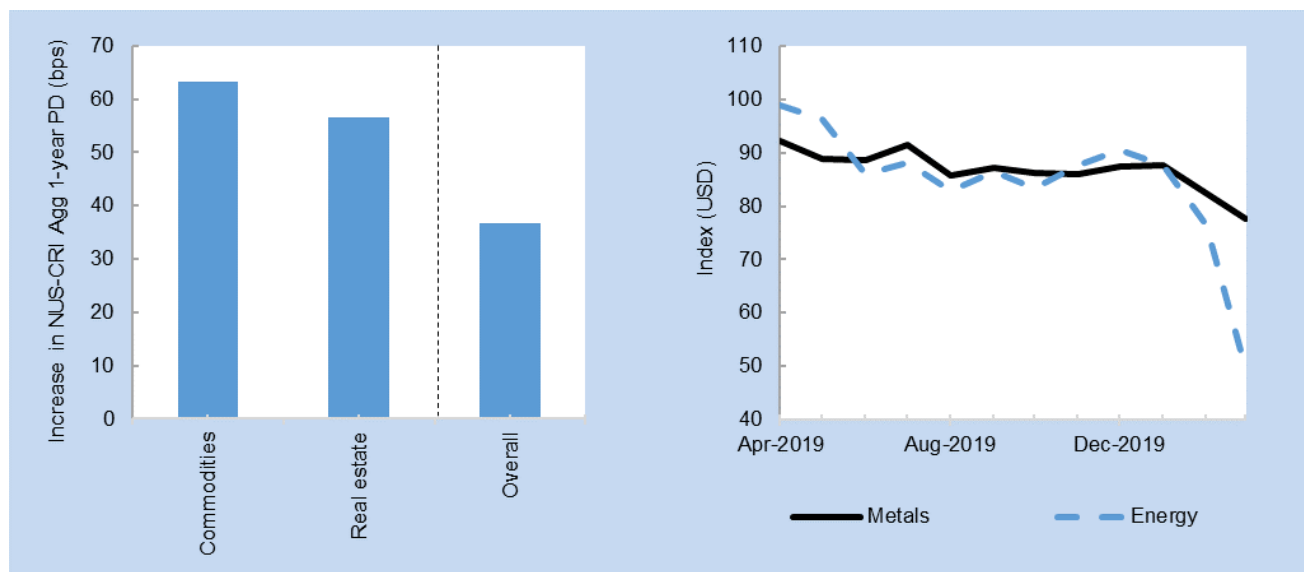 Increase in NUS-CRI Agg 1-year PD (bps)
70
60
50
40
30
20
10
0
Commodities
Real estate
Overall
Index (USD)
110
100
90
80
70
60
50
40
Apr-2019
Aug-2019
Dec-2019
Metals
Energy